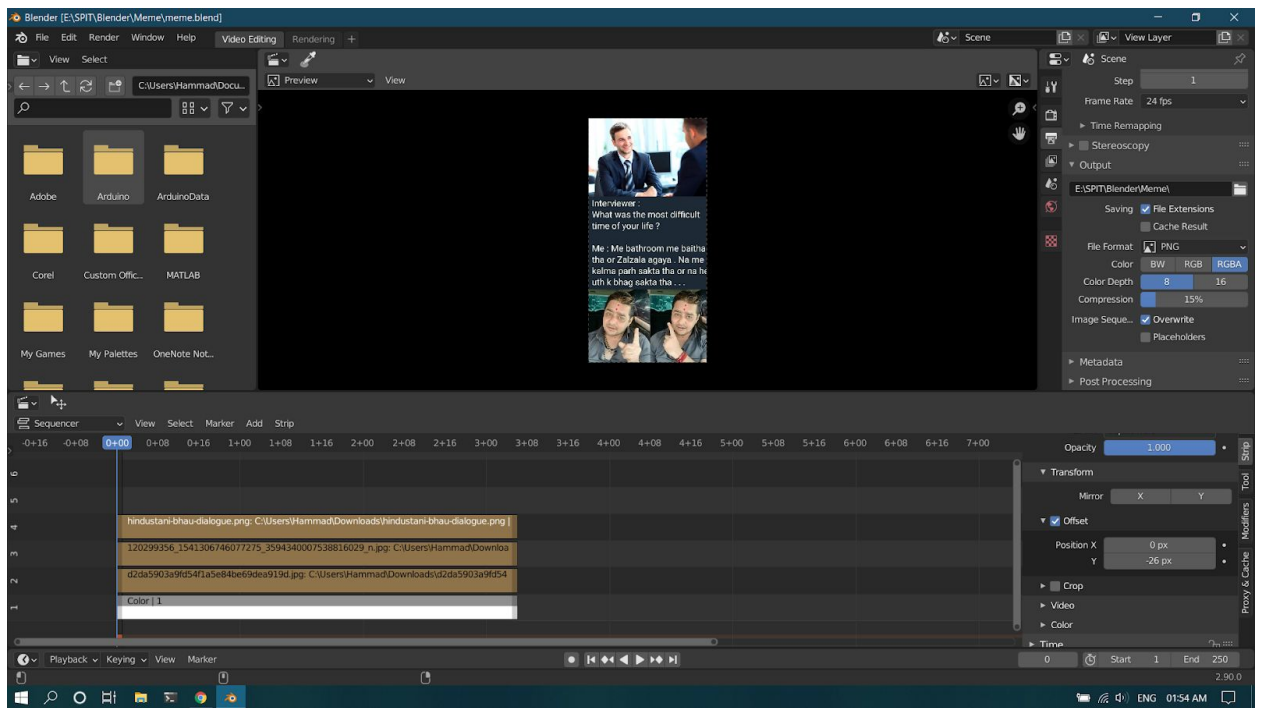 Blender [E:\SPIT\Blender\Meme\meme.blend]
File Edit Render Window Help Video Editing Rendering + Scene View Layer
View Select
C:\Users\Hammad\Docu...
Adobe Arduino ArduinoData
Corel Custom Offic... MATLAB
My Games My Palettes OneNote Not...
Preview View
Interviewer :
What was the most difficult
time of your life ?
Me : Me bathroom me baitha
tha or Zalzala agaya . Na me
kalma parh sakta tha or na he
uth k bhag sakta tha . . .
Scene
Step 1
Frame Rate 24 fps
Time Remapping
Stereoscopy
Output
E:\SPIT\Blender\Meme\
Saving File Extensions
Cache Result
File Format PNG
Color BW RGB RGBA
Color Depth 8 16
Compression 15%
Image Seque... Overwrite
Placeholders
Metadata
Post Processing
Sequencer View Select Marker Add Strip
-0+16 -0+08 0+00 0+08 0+16 1+00 1+08 1+16 2+00 2+08 2+16 3+00 3+08 3+16 4+00 4+08 4+16 5+00 5+08 5+16 6+00 6+08 6+16 7+00
6
5
4 hindustani-bhau-dialogue.png: C:\Users\Hammad\Downloads\hindustani-bhau-dialogue.png |
3 120299356_1541306746077275_3594340007538816029_n.jpg: C:\Users\Hammad\Downloa
2 d2da5903a9fd54f1a5e84be69dea919d.jpg: C:\Users\Hammad\Downloads\d2da5903a9fd54
1 Color | 1
Opacity 1.000
Transform
Mirror X Y
Offset
Position X 0 px
Y -26 px
Crop
Video
Color
Time
Strip
Tool
Modifiers
Proxy & Cache
Playback Keying View Marker 0 Start 1 End 250
2.90.0
ENG 01:54 AM